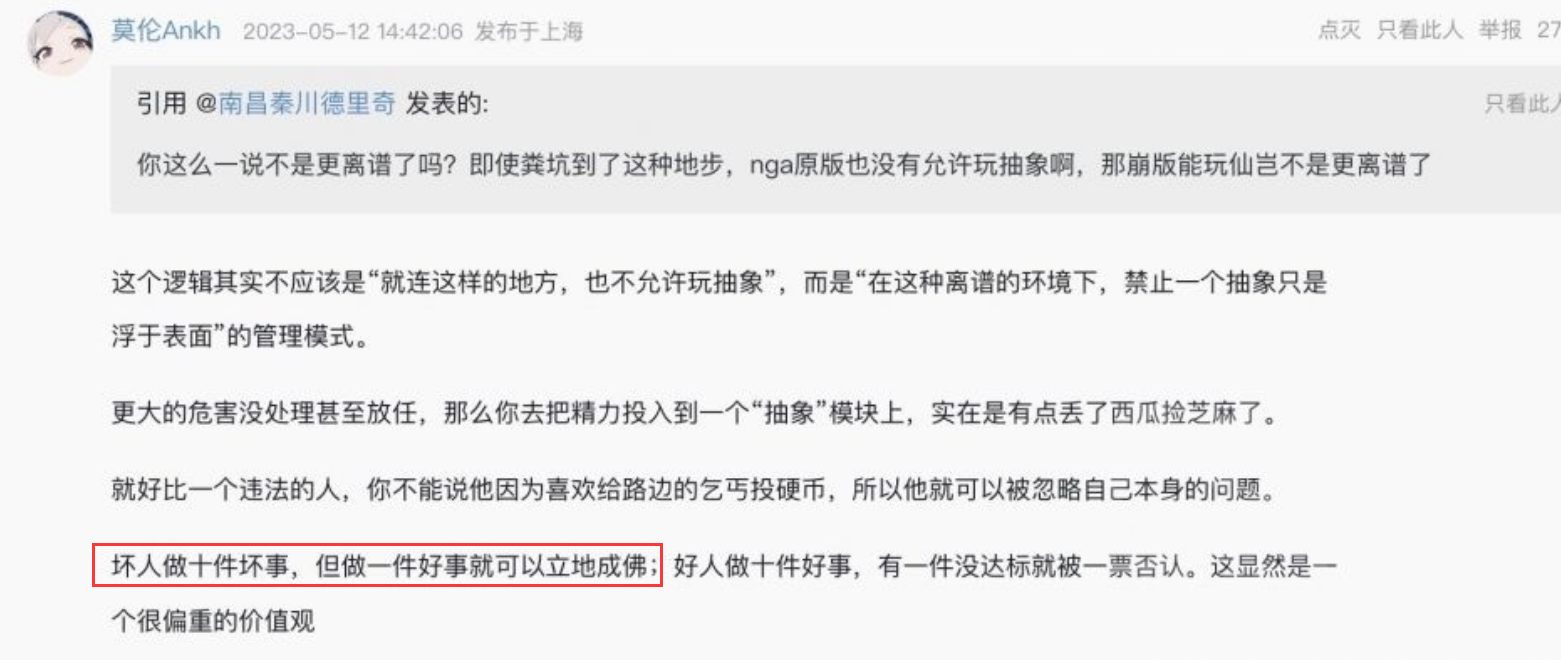 莫伦Ankh 2023-05-12 14:42:06 发布于上海 点灭 只看此人 举报 27
引用 @南昌秦川德里奇 发表的: 只看此人
你这么一说不是更离谱了吗？即使粪坑到了这种地步，nga原版也没有允许玩抽象啊，那崩版能玩仙岂不是更离谱了
这个逻辑其实不应该是“就连这样的地方，也不允许玩抽象”，而是“在这种离谱的环境下，禁止一个抽象只是
浮于表面”的管理模式。
更大的危害没处理甚至放任，那么你去把精力投入到一个“抽象”模块上，实在是有点丢了西瓜捡芝麻了。
就好比一个违法的人，你不能说他因为喜欢给路边的乞丐投硬币，所以他就可以被忽略自己本身的问题。
坏人做十件坏事，但做一件好事就可以立地成佛；好人做十件好事，有一件没达标就被一票否认。这显然是一
个很偏重的价值观